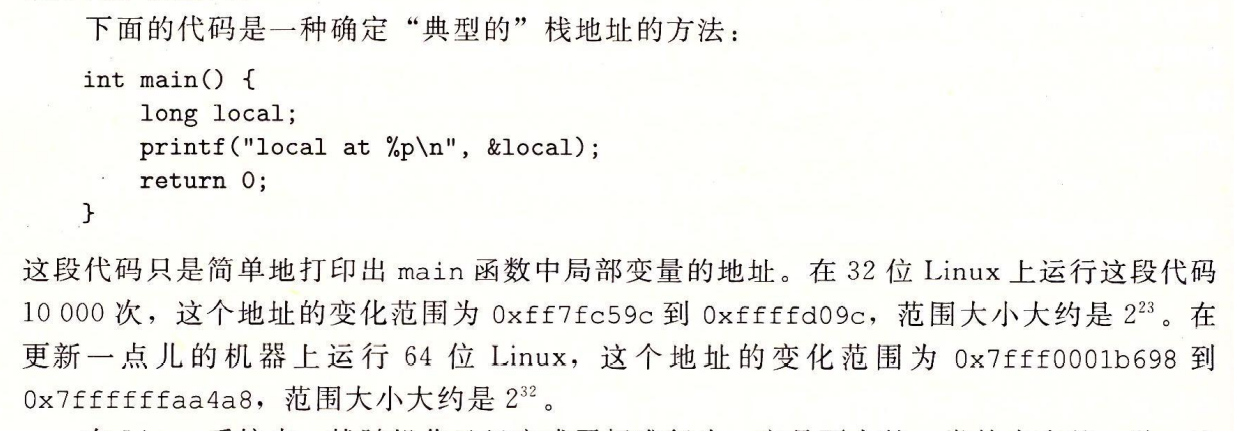 下面的代码是一种确定“典型的”栈地址的方法：
int main() {
    long local;
    printf("local at %p\n", &local);
    return 0;
}
这段代码只是简单地打印出 main 函数中局部变量的地址。在 32 位 Linux 上运行这段代码
10 000 次，这个地址的变化范围为 0xff7fc59c 到 0xffffd09c，范围大小大约是 2²³。在
更新一点儿的机器上运行 64 位 Linux，这个地址的变化范围为 0x7fff0001b698 到
0x7ffffffaa4a8，范围大小大约是 2³²。